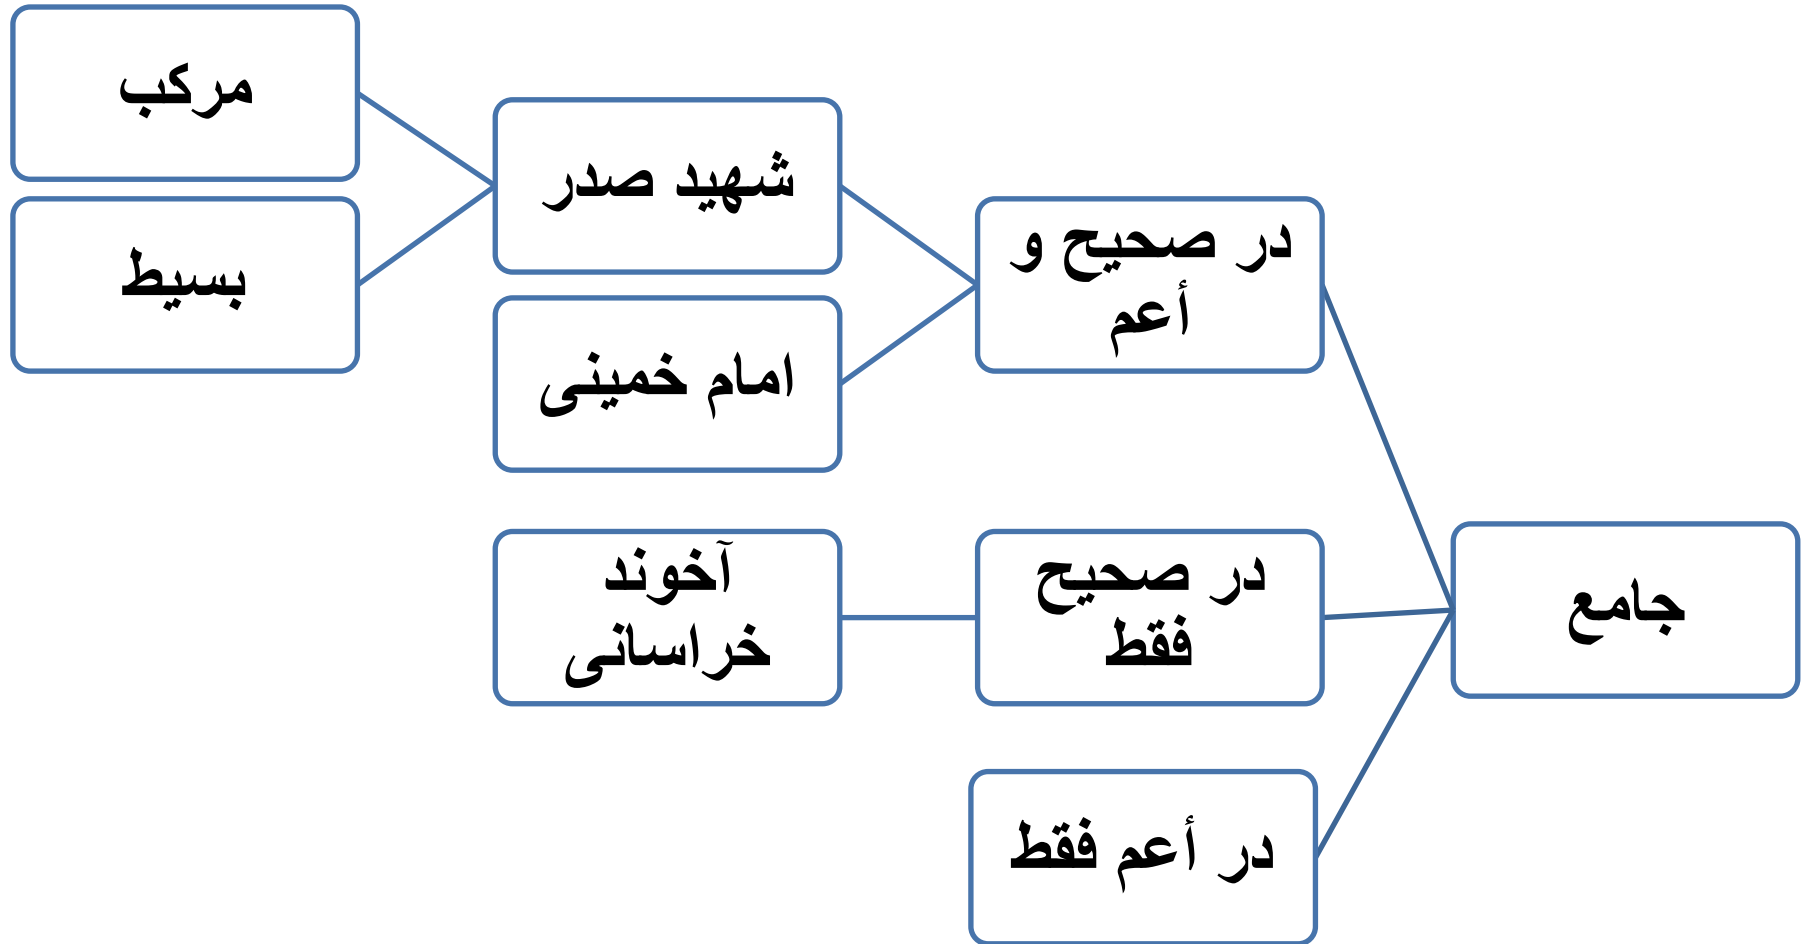 جامع
در صحیح و
أعم
شهید صدر
مرکب
بسیط
امام خمینی
در صحیح
فقط
آخوند
خراسانی
در أعم فقط